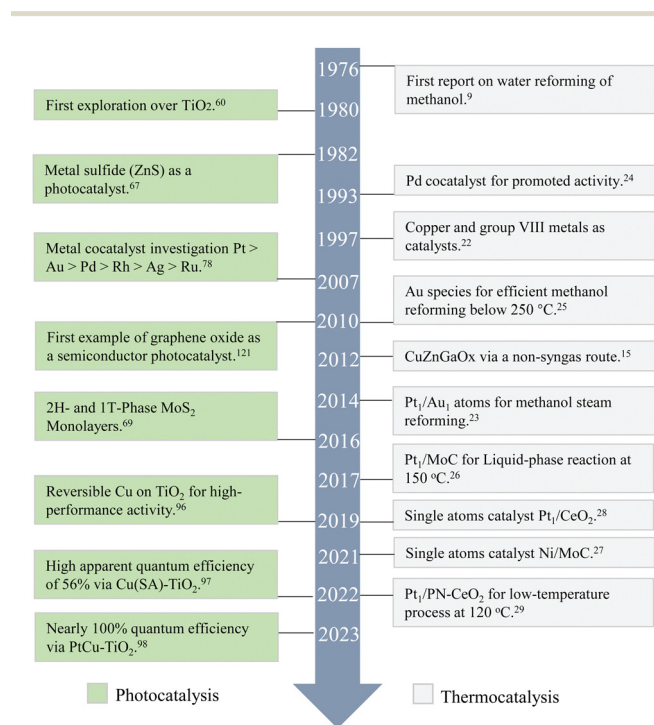 1976
First report on water reforming of
methanol.9
First exploration over TiO2.60
1980
1982
Metal sulfide (ZnS) as a
photocatalyst.67
1993
Pd cocatalyst for promoted activity.24
1997
Copper and group VIII metals as
catalysts.22
Metal cocatalyst investigation Pt >
Au > Pd > Rh > Ag > Ru.78
2007
Au species for efficient methanol
reforming below 250 °C.25
2010
First example of graphene oxide as
a semiconductor photocatalyst.121
2012
CuZnGaOx via a non-syngas route.15
2014
Pt1/Au1 atoms for methanol steam
reforming.23
2H- and 1T-Phase MoS2
Monolayers.69
2016
Pt1/MoC for Liquid-phase reaction at
150 ºC.26
2017
Reversible Cu on TiO2 for high-
performance activity.96
2019
Single atoms catalyst Pt1/CeO2.28
2021
Single atoms catalyst Ni/MoC.27
High apparent quantum efficiency
of 56% via Cu(SA)-TiO2.97
2022
Pt1/PN-CeO2 for low-temperature
process at 120 ºC.29
Nearly 100% quantum efficiency
via PtCu-TiO2.98
2023
Photocatalysis
Thermocatalysis